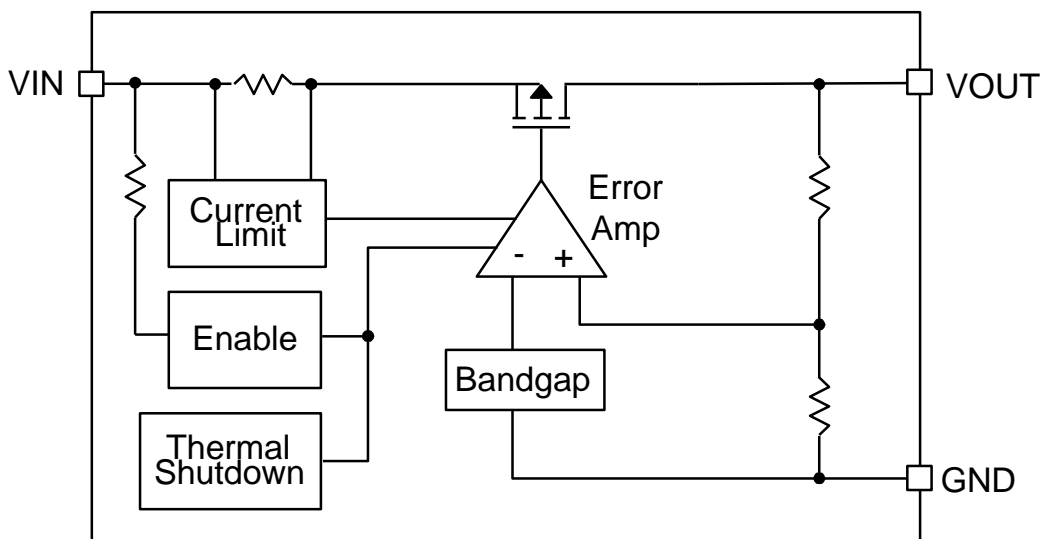 VIN
VOUT
Current
Limit
Error
Amp
- +
Enable
Bandgap
Thermal
Shutdown
GND